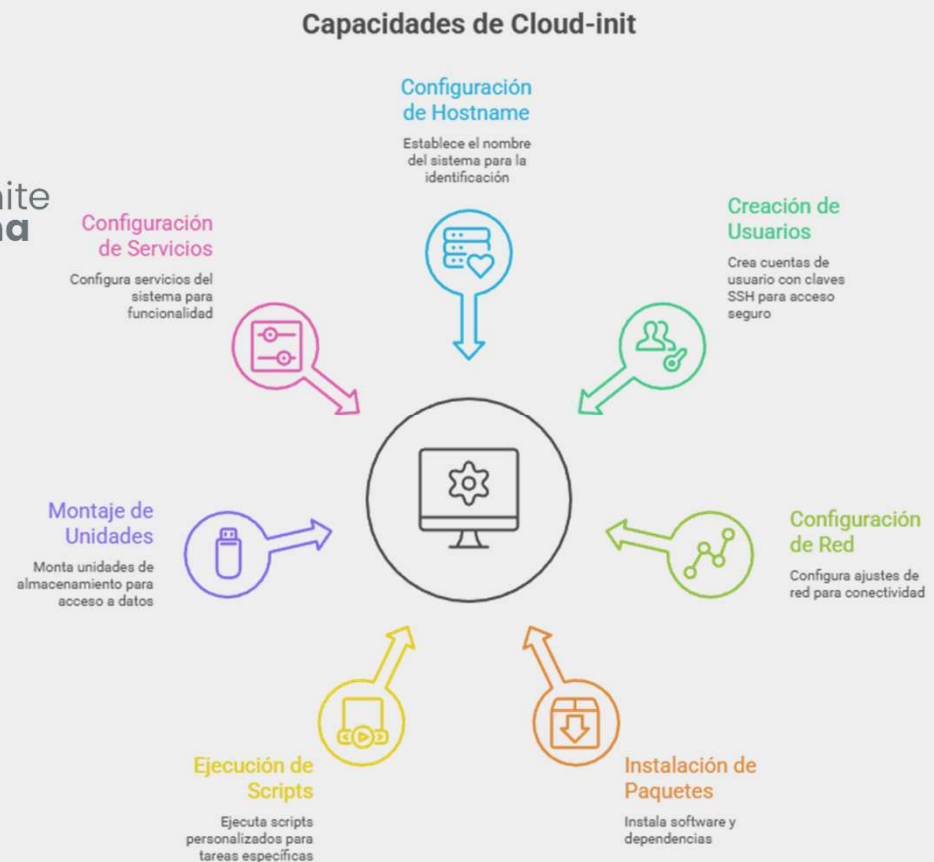 Capacidades de Cloud-init
Configuración
de Hostname
Establece el nombre
del sistema para la
identificación
Configuración
de Servicios
Configura servicios del
sistema para
funcionalidad
Creación de
Usuarios
Crea cuentas de
usuario con claves
SSH para acceso
seguro
Montaje de
Unidades
Monta unidades de
almacenamiento para
acceso a datos
Configuración
de Red
Configura ajustes de
red para conectividad
Ejecución de
Scripts
Ejecuta scripts
personalizados para
tareas específicas
Instalación de
Paquetes
Instala software y
dependencias